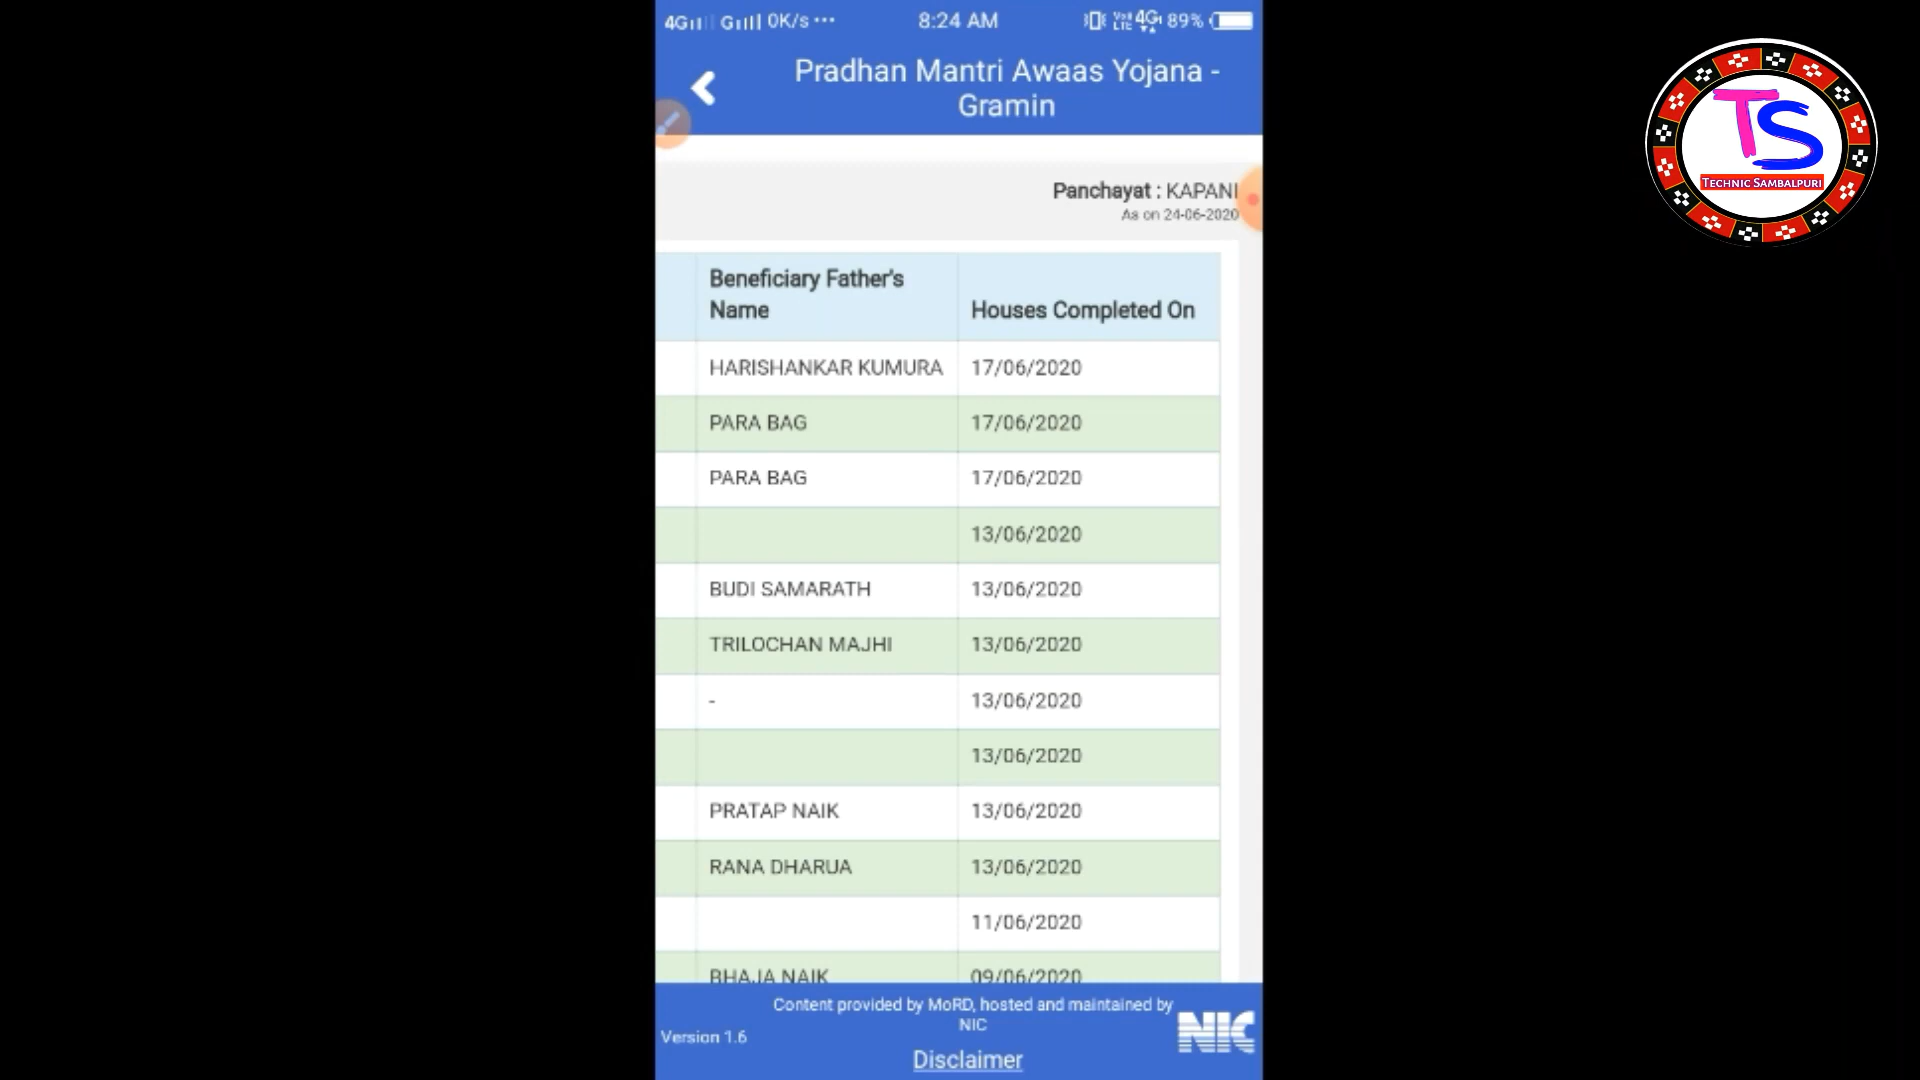 4G G 0K/s ... 8:24 AM VoI LTE 4G 89%
Pradhan Mantri Awaas Yojana -
Gramin
TS
TECHNIC SAMBALPURI
Panchayat : KAPANI
As on 24-06-2020
Beneficiary Father's
Name
Houses Completed On
HARISHANKAR KUMURA 17/06/2020
PARA BAG 17/06/2020
PARA BAG 17/06/2020
13/06/2020
BUDI SAMARATH 13/06/2020
TRILOCHAN MAJHI 13/06/2020
- 13/06/2020
13/06/2020
PRATAP NAIK 13/06/2020
RANA DHARUA 13/06/2020
11/06/2020
BHAJA NAIK 09/06/2020
Content provided by MoRD, hosted and maintained by
NIC
Version 1.6
NIC
Disclaimer